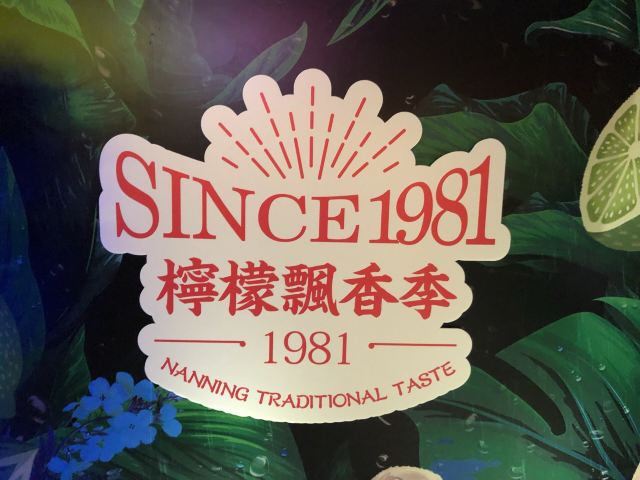 SINCE 1981
檸檬飄香季
1981
NANNING TRADITIONAL TASTE